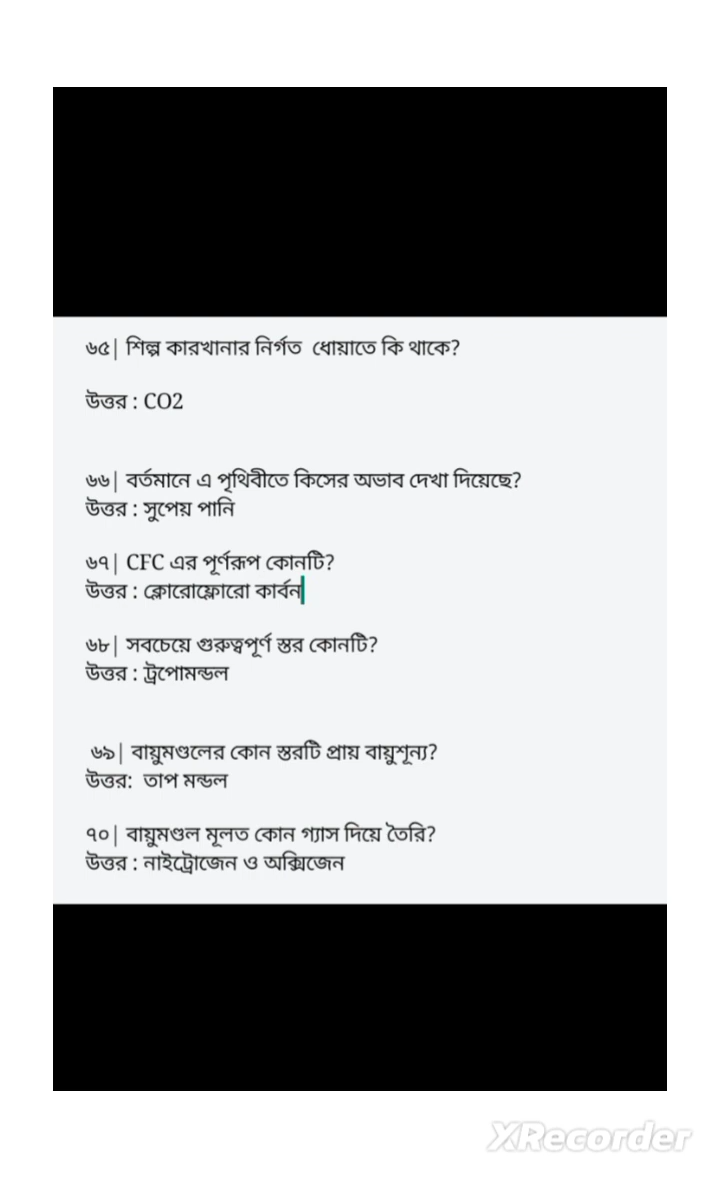 ৬৫| শিল্প কারখানার নির্গত ধোয়াতে কি থাকে?
উত্তর : CO2
৬৬| বর্তমানে এ পৃথিবীতে কিসের অভাব দেখা দিয়েছে?
উত্তর : সুপেয় পানি
৬৭| CFC এর পূর্ণরূপ কোনটি?
উত্তর : ক্লোরোফ্লোরো কার্বন
৬৮| সবচেয়ে গুরুত্বপূর্ণ স্তর কোনটি?
উত্তর : ট্রপোমন্ডল
৬৯| বায়ুমণ্ডলের কোন স্তরটি প্রায় বায়ুশূন্য?
উত্তর: তাপ মন্ডল
৭০| বায়ুমণ্ডল মূলত কোন গ্যাস দিয়ে তৈরি?
উত্তর : নাইট্রোজেন ও অক্সিজেন
XRecorder